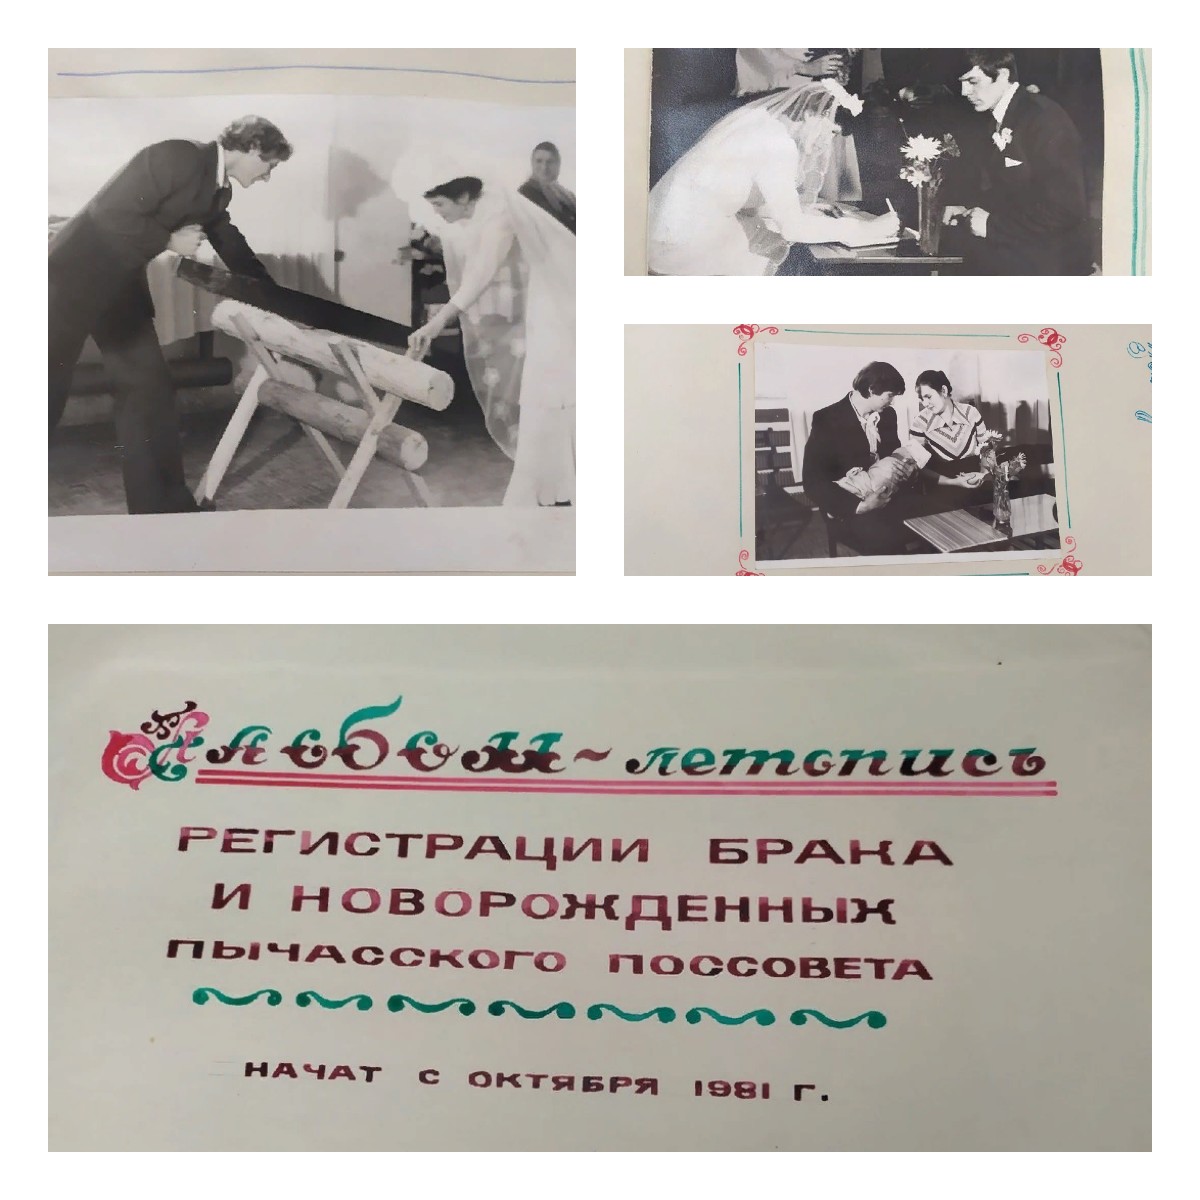 Альбом - летопись
РЕГИСТРАЦИИ БРАКА
И НОВОРОЖДЕННЫХ
ПЫЧАССКОГО ПОССОВЕТА
НАЧАТ С ОКТЯБРЯ 1981 Г.